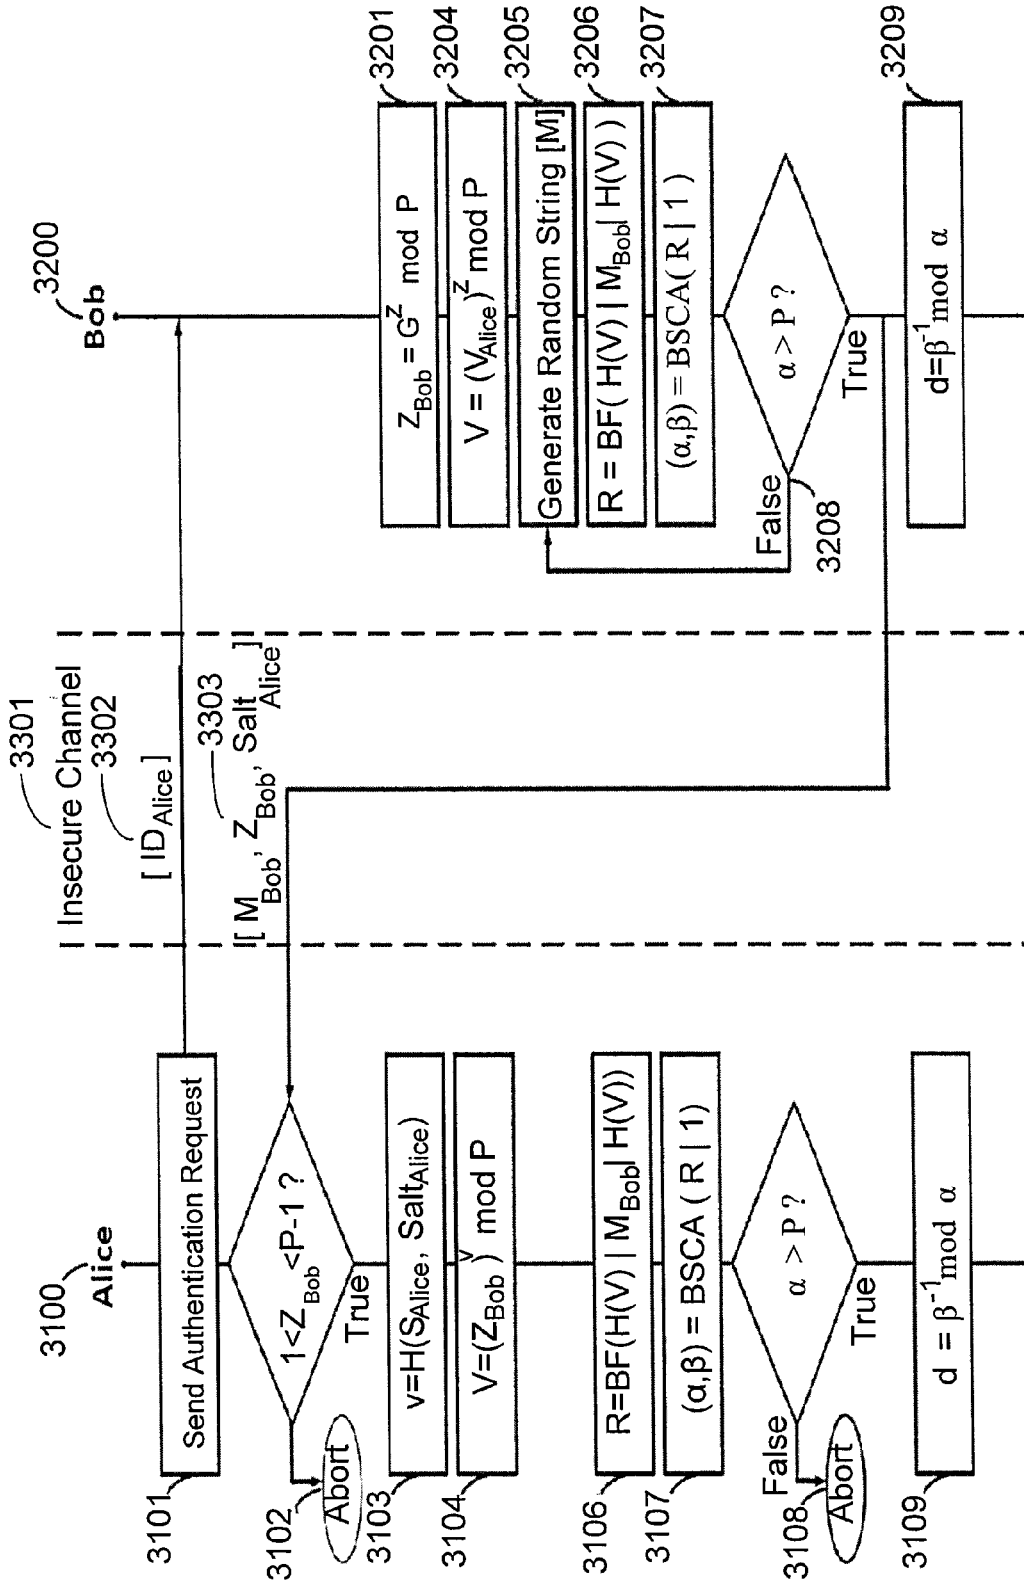 3100
Alice
3101
Send Authentication Request
3102
1<Z_Bob <P-1 ?
Abort
True
3103
v=H(S_Alice, Salt_Alice)
3104
V=(Z_Bob)^v mod P
3106
R=BF(H(V) | M_Bob| H(V))
3107
(α,β) = BSCA ( R | 1)
α > P ?
False
3108
Abort
True
3109
d = β^-1 mod α
3301
Insecure Channel
3302
[ ID_Alice]
3303
[ M_Bob, Z_Bob, Salt_Alice]
3200
Bob
3201
Z_Bob = G^Z mod P
3204
V = (V_Alice)^Z mod P
3205
Generate Random String [M]
3206
R = BF( H(V) | M_Bob| H(V) )
3207
(α,β) = BSCA( R | 1 )
α > P ?
False
3208
True
3209
d=β^-1 mod α